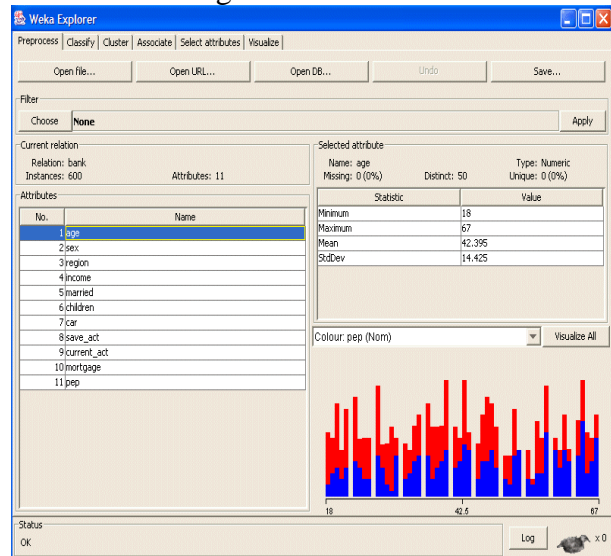 Weka Explorer
Preprocess Classify Cluster Associate Select attributes Visualize
Open file... Open URL... Open DB... Undo Save...
Filter
Choose None Apply
Current relation
Relation: bank
Instances: 600 Attributes: 11
Attributes
No. Name
1 age
2 sex
3 region
4 income
5 married
6 children
7 car
8 save_act
9 current_act
10 mortgage
11 pep
Selected attribute
Name: age Type: Numeric
Missing: 0 (0%) Distinct: 50 Unique: 0 (0%)
Statistic Value
Minimum 18
Maximum 67
Mean 42.395
StdDev 14.425
Colour: pep (Nom) Visualize All
18 42.5 67
Status
OK Log x 0